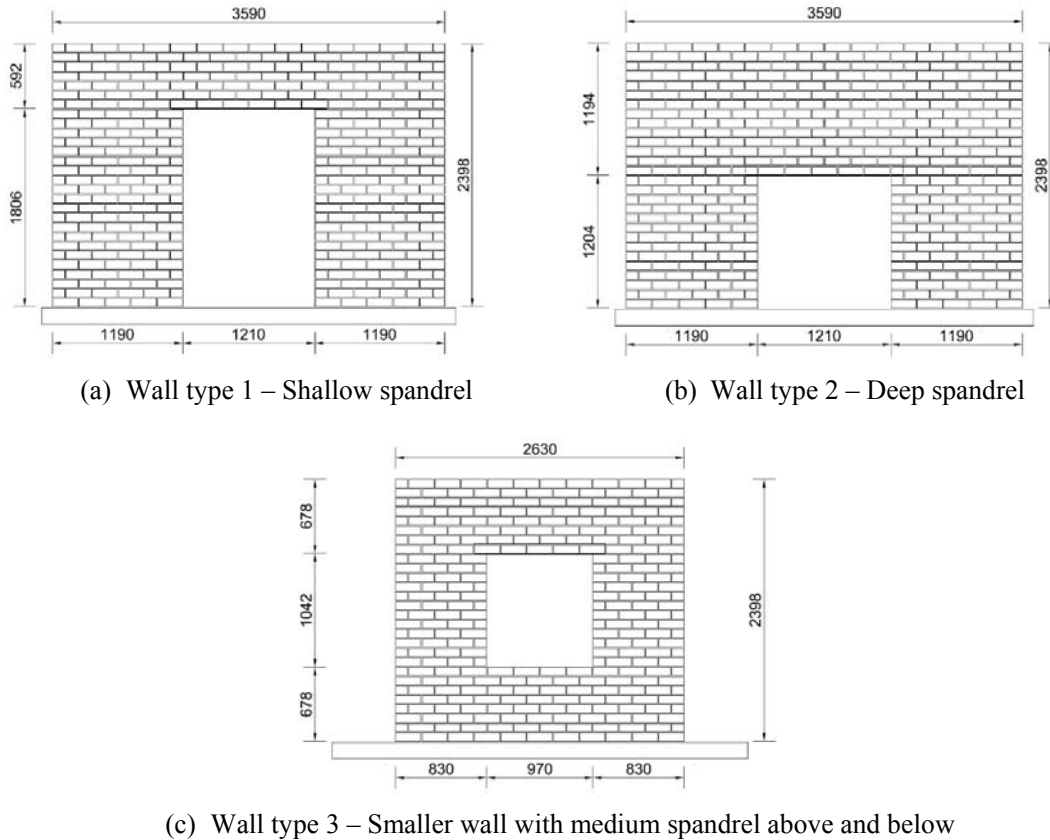 3590
592
1806
2398
1190 1210 1190
(a) Wall type 1 – Shallow spandrel
3590
1194
1204
2398
1190 1210 1190
(b) Wall type 2 – Deep spandrel
2630
678
1042
678
2398
830 970 830
(c) Wall type 3 – Smaller wall with medium spandrel above and below